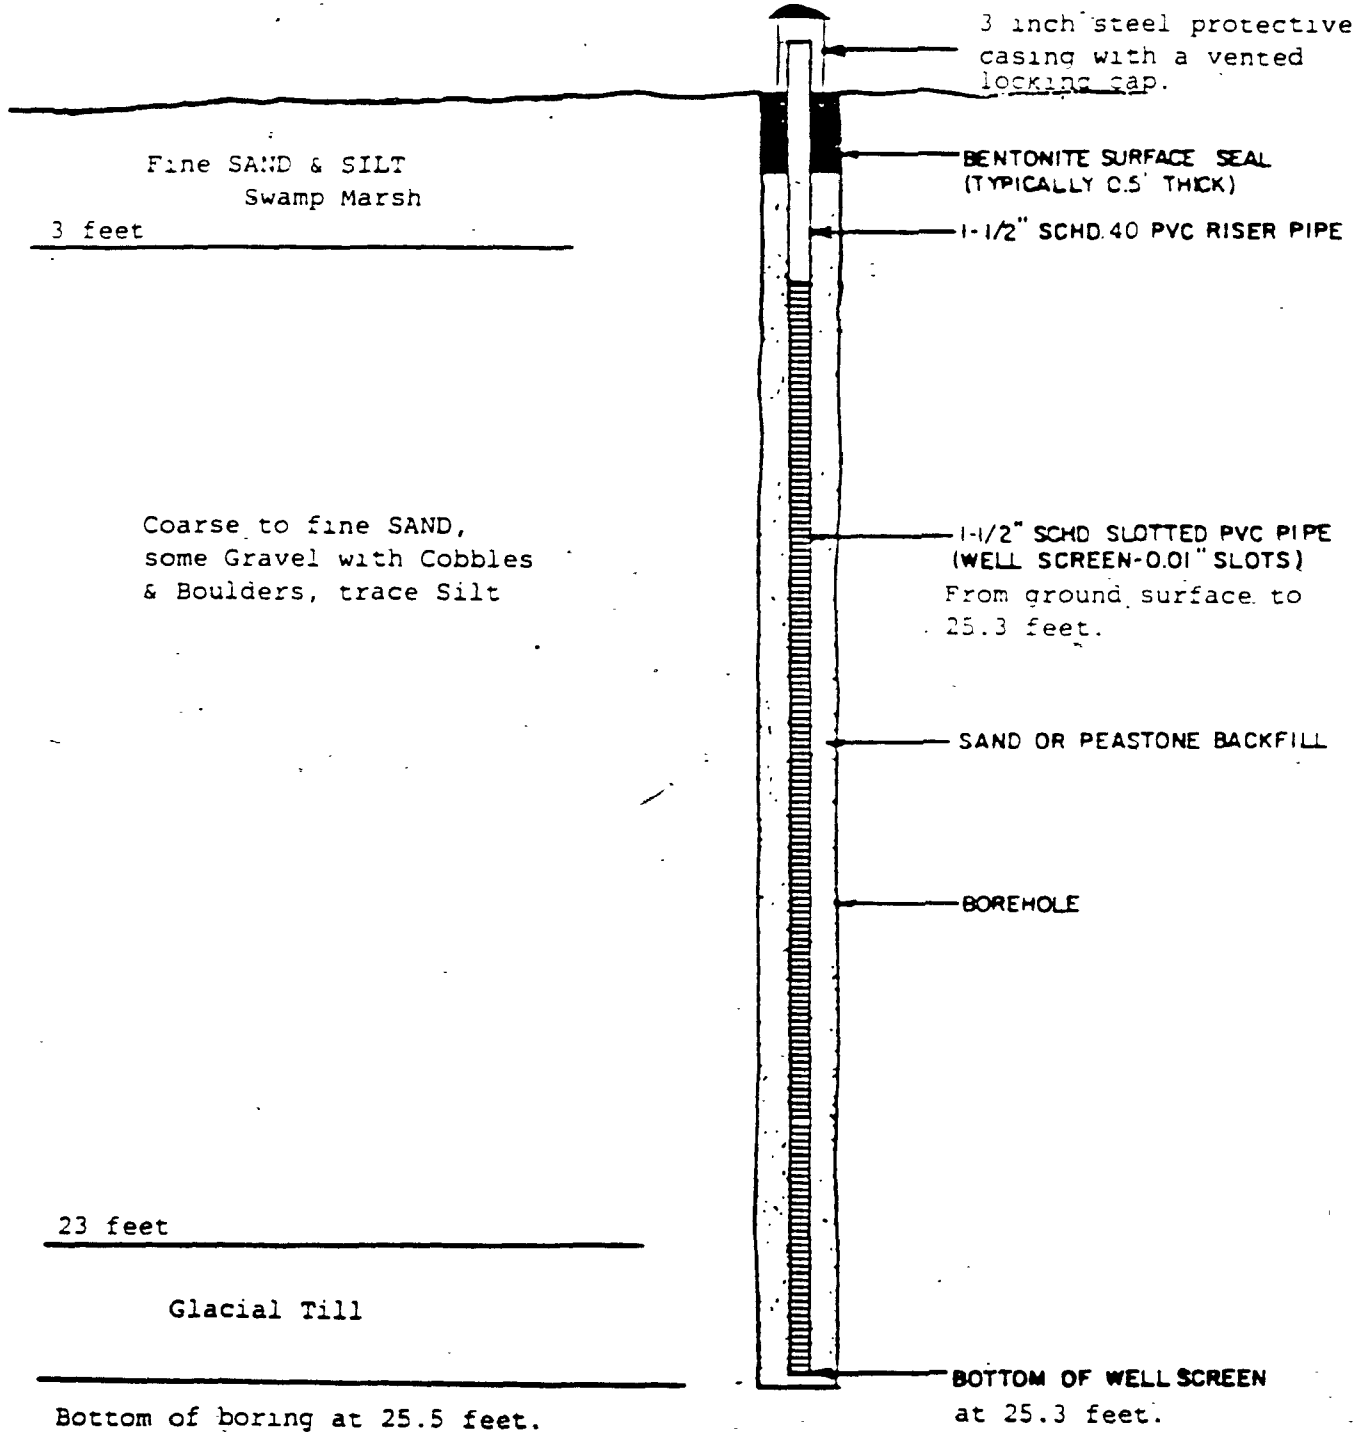 3 inch steel protective
casing with a vented
locking cap.
Fine SAND & SILT
Swamp Marsh
3 feet
BENTONITE SURFACE SEAL
(TYPICALLY 0.5' THICK)
1-1/2" SCHD. 40 PVC RISER PIPE
Coarse to fine SAND,
some Gravel with Cobbles
& Boulders, trace Silt
1-1/2" SCHD SLOTTED PVC PIPE
(WELL SCREEN-0.01" SLOTS)
From ground surface to
25.3 feet.
SAND OR PEASTONE BACKFILL
BOREHOLE
23 feet
Glacial Till
BOTTOM OF WELL SCREEN
at 25.3 feet.
Bottom of boring at 25.5 feet.